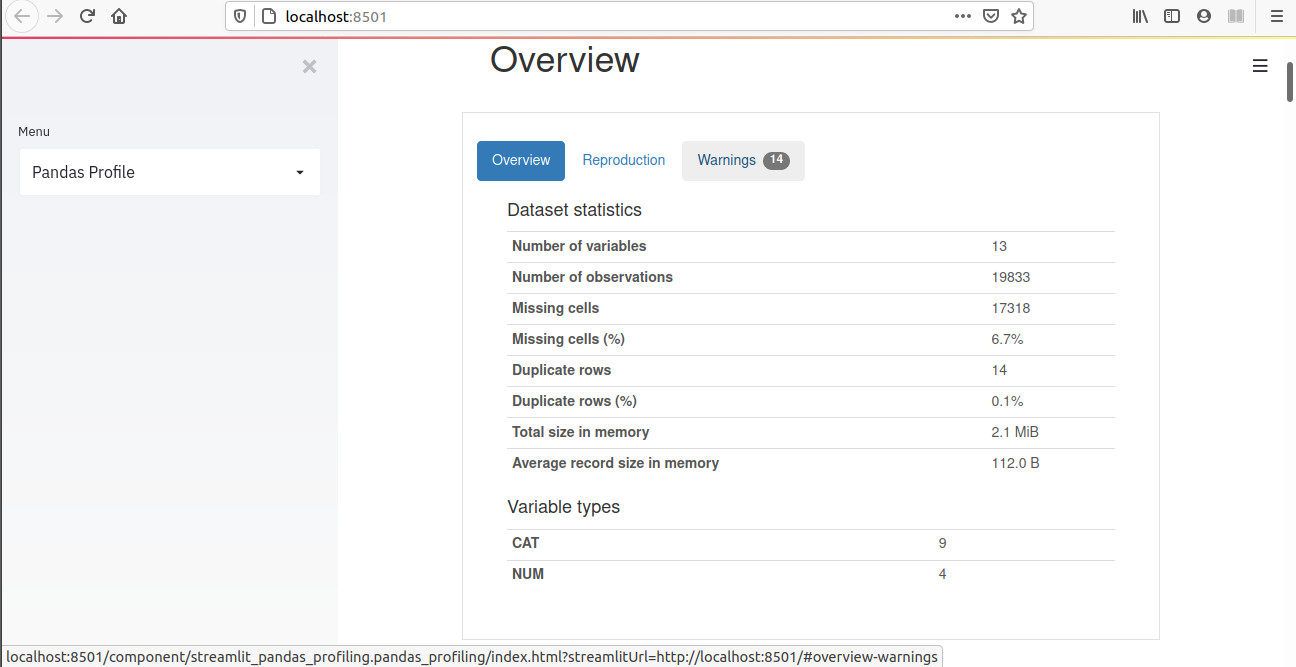 localhost:8501
Overview
Menu
Pandas Profile
Overview Reproduction Warnings 14
Dataset statistics
Number of variables 13
Number of observations 19833
Missing cells 17318
Missing cells (%) 6.7%
Duplicate rows 14
Duplicate rows (%) 0.1%
Total size in memory 2.1 MiB
Average record size in memory 112.0 B
Variable types
CAT 9
NUM 4
localhost:8501/component/streamlit_pandas_profiling.pandas_profiling/index.html?streamlitUrl=http://localhost:8501/#overview-warnings